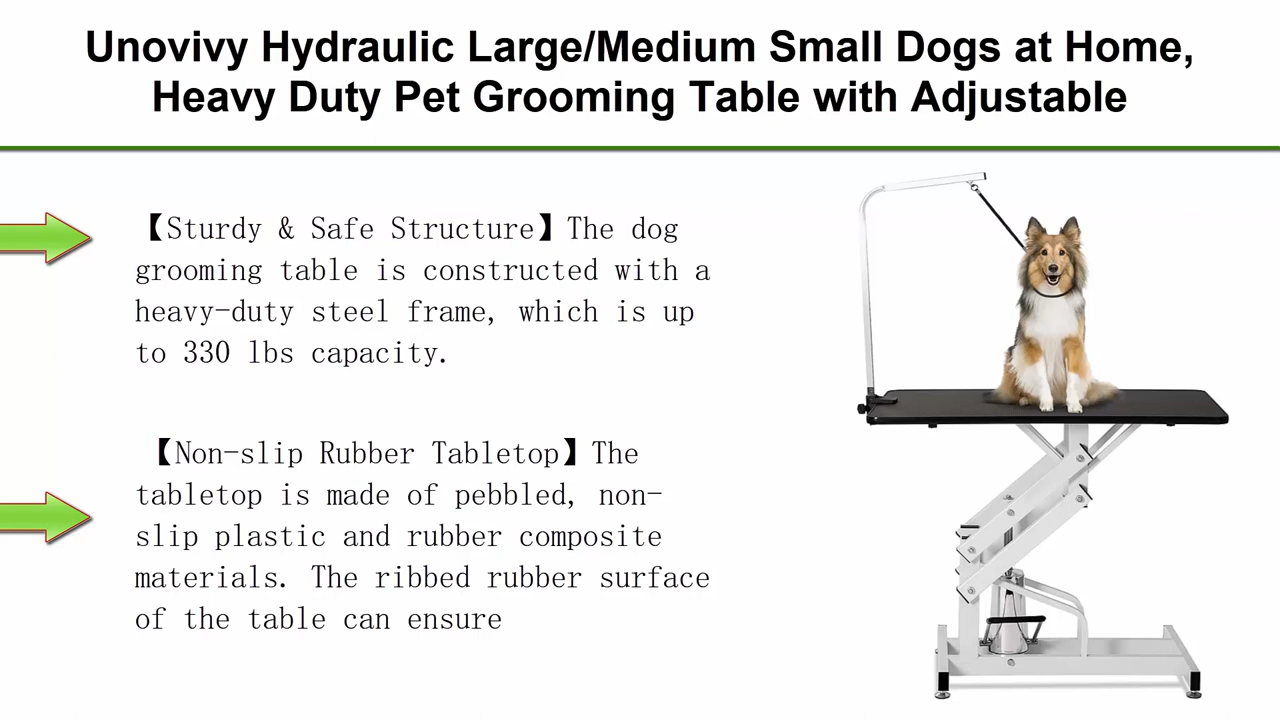 Unovivy Hydraulic Large/Medium Small Dogs at Home,
Heavy Duty Pet Grooming Table with Adjustable
【Sturdy & Safe Structure】The dog
grooming table is constructed with a
heavy-duty steel frame, which is up
to 330 lbs capacity.
【Non-slip Rubber Tabletop】The
tabletop is made of pebbled, non-
slip plastic and rubber composite
materials. The ribbed rubber surface
of the table can ensure